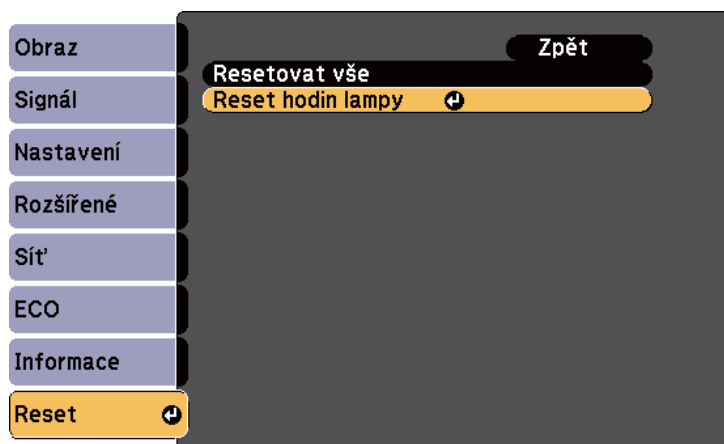 Obraz
Signál
Nastavení
Rozšířené
Síť
ECO
Informace
Reset
Zpět
Resetovat vše
Reset hodin lampy